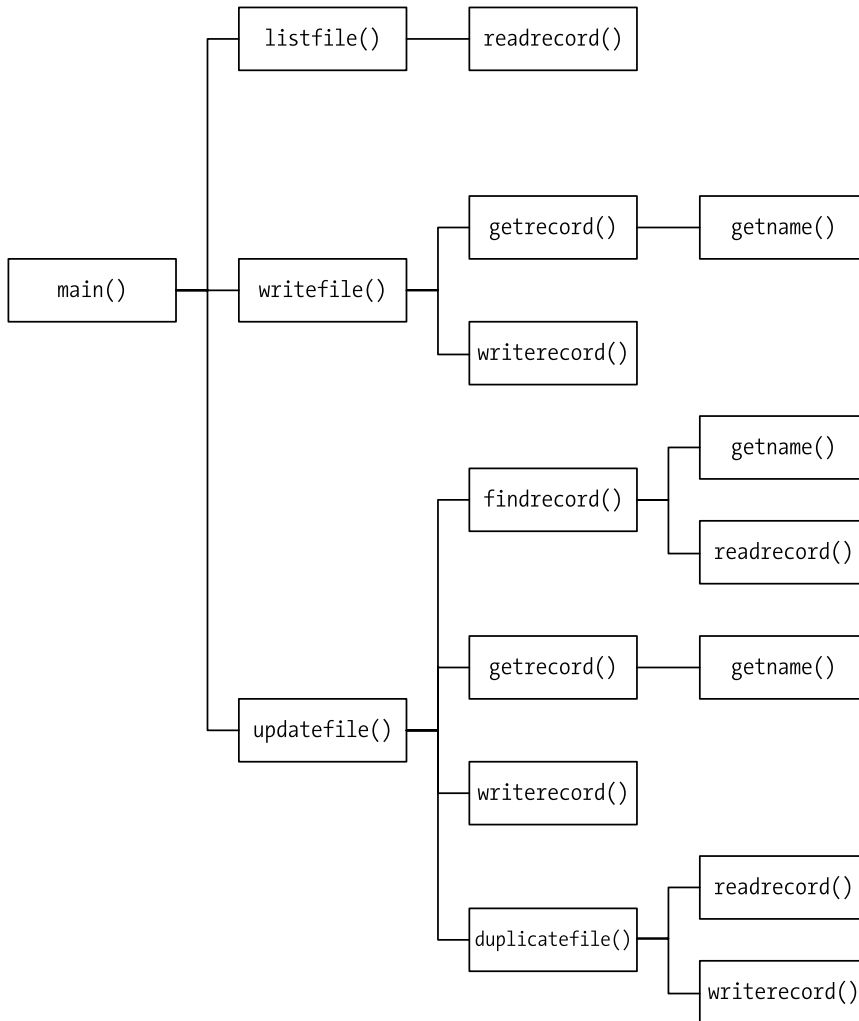 listfile()
readrecord()
getrecord()
getname()
main()
writefile()
writerecord()
getname()
findrecord()
readrecord()
getrecord()
getname()
updatefile()
writerecord()
readrecord()
duplicatefile()
writerecord()